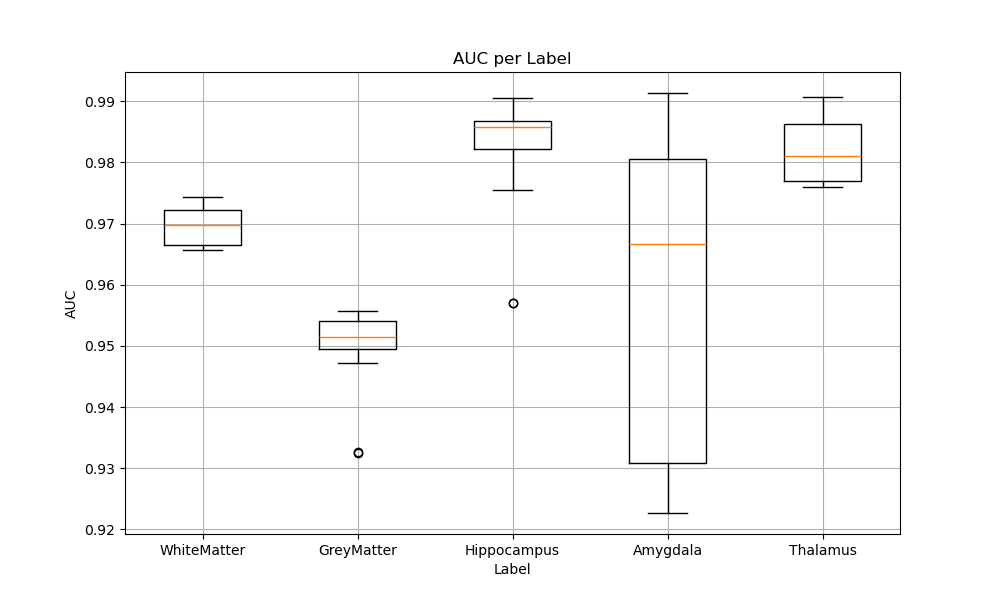 AUC per Label
AUC
0.99
0.98
0.97
0.96
0.95
0.94
0.93
0.92
WhiteMatter GreyMatter Hippocampus Amygdala Thalamus
Label